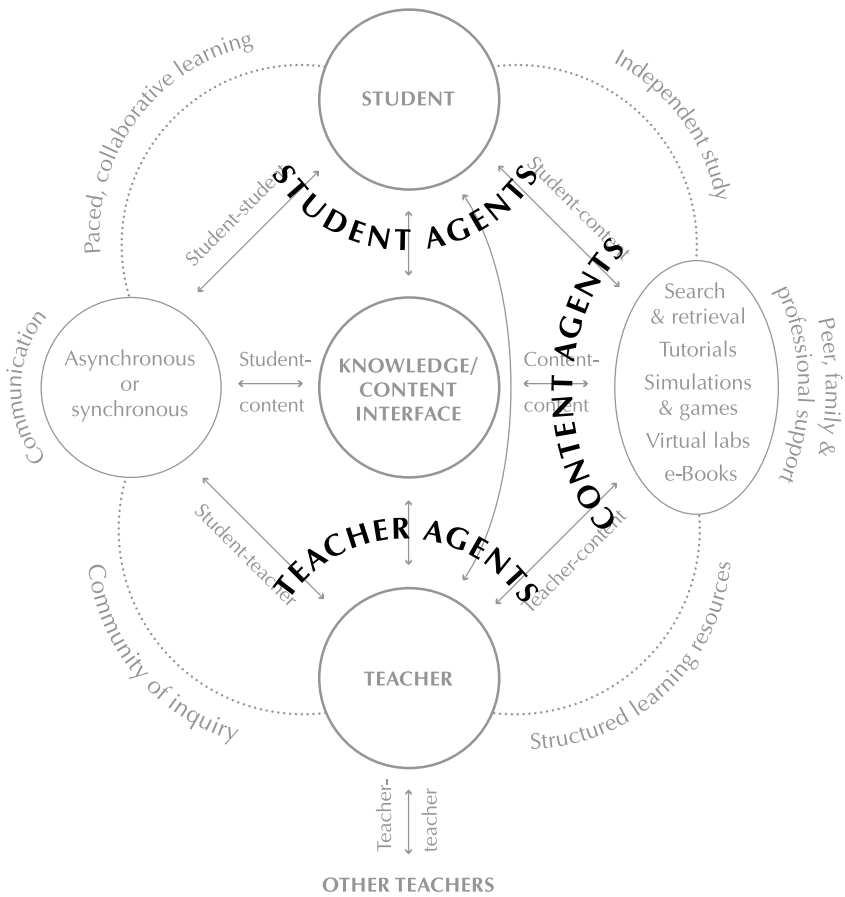 STUDENT
Paced, collaborative learning
Independent study
Student-student
STUDENT AGENTS
Student-content
Communication
Asynchronous
or
synchronous
Student-
content
KNOWLEDGE/
CONTENT
INTERFACE
Content-
content
CONTENT AGENTS
Search
& retrieval
Tutorials
Simulations
& games
Virtual labs
e-Books
Peer, family &
professional support
Student-teacher
TEACHER AGENTS
Teacher-content
Community of inquiry
TEACHER
Structured learning resources
Teacher-
teacher
OTHER TEACHERS